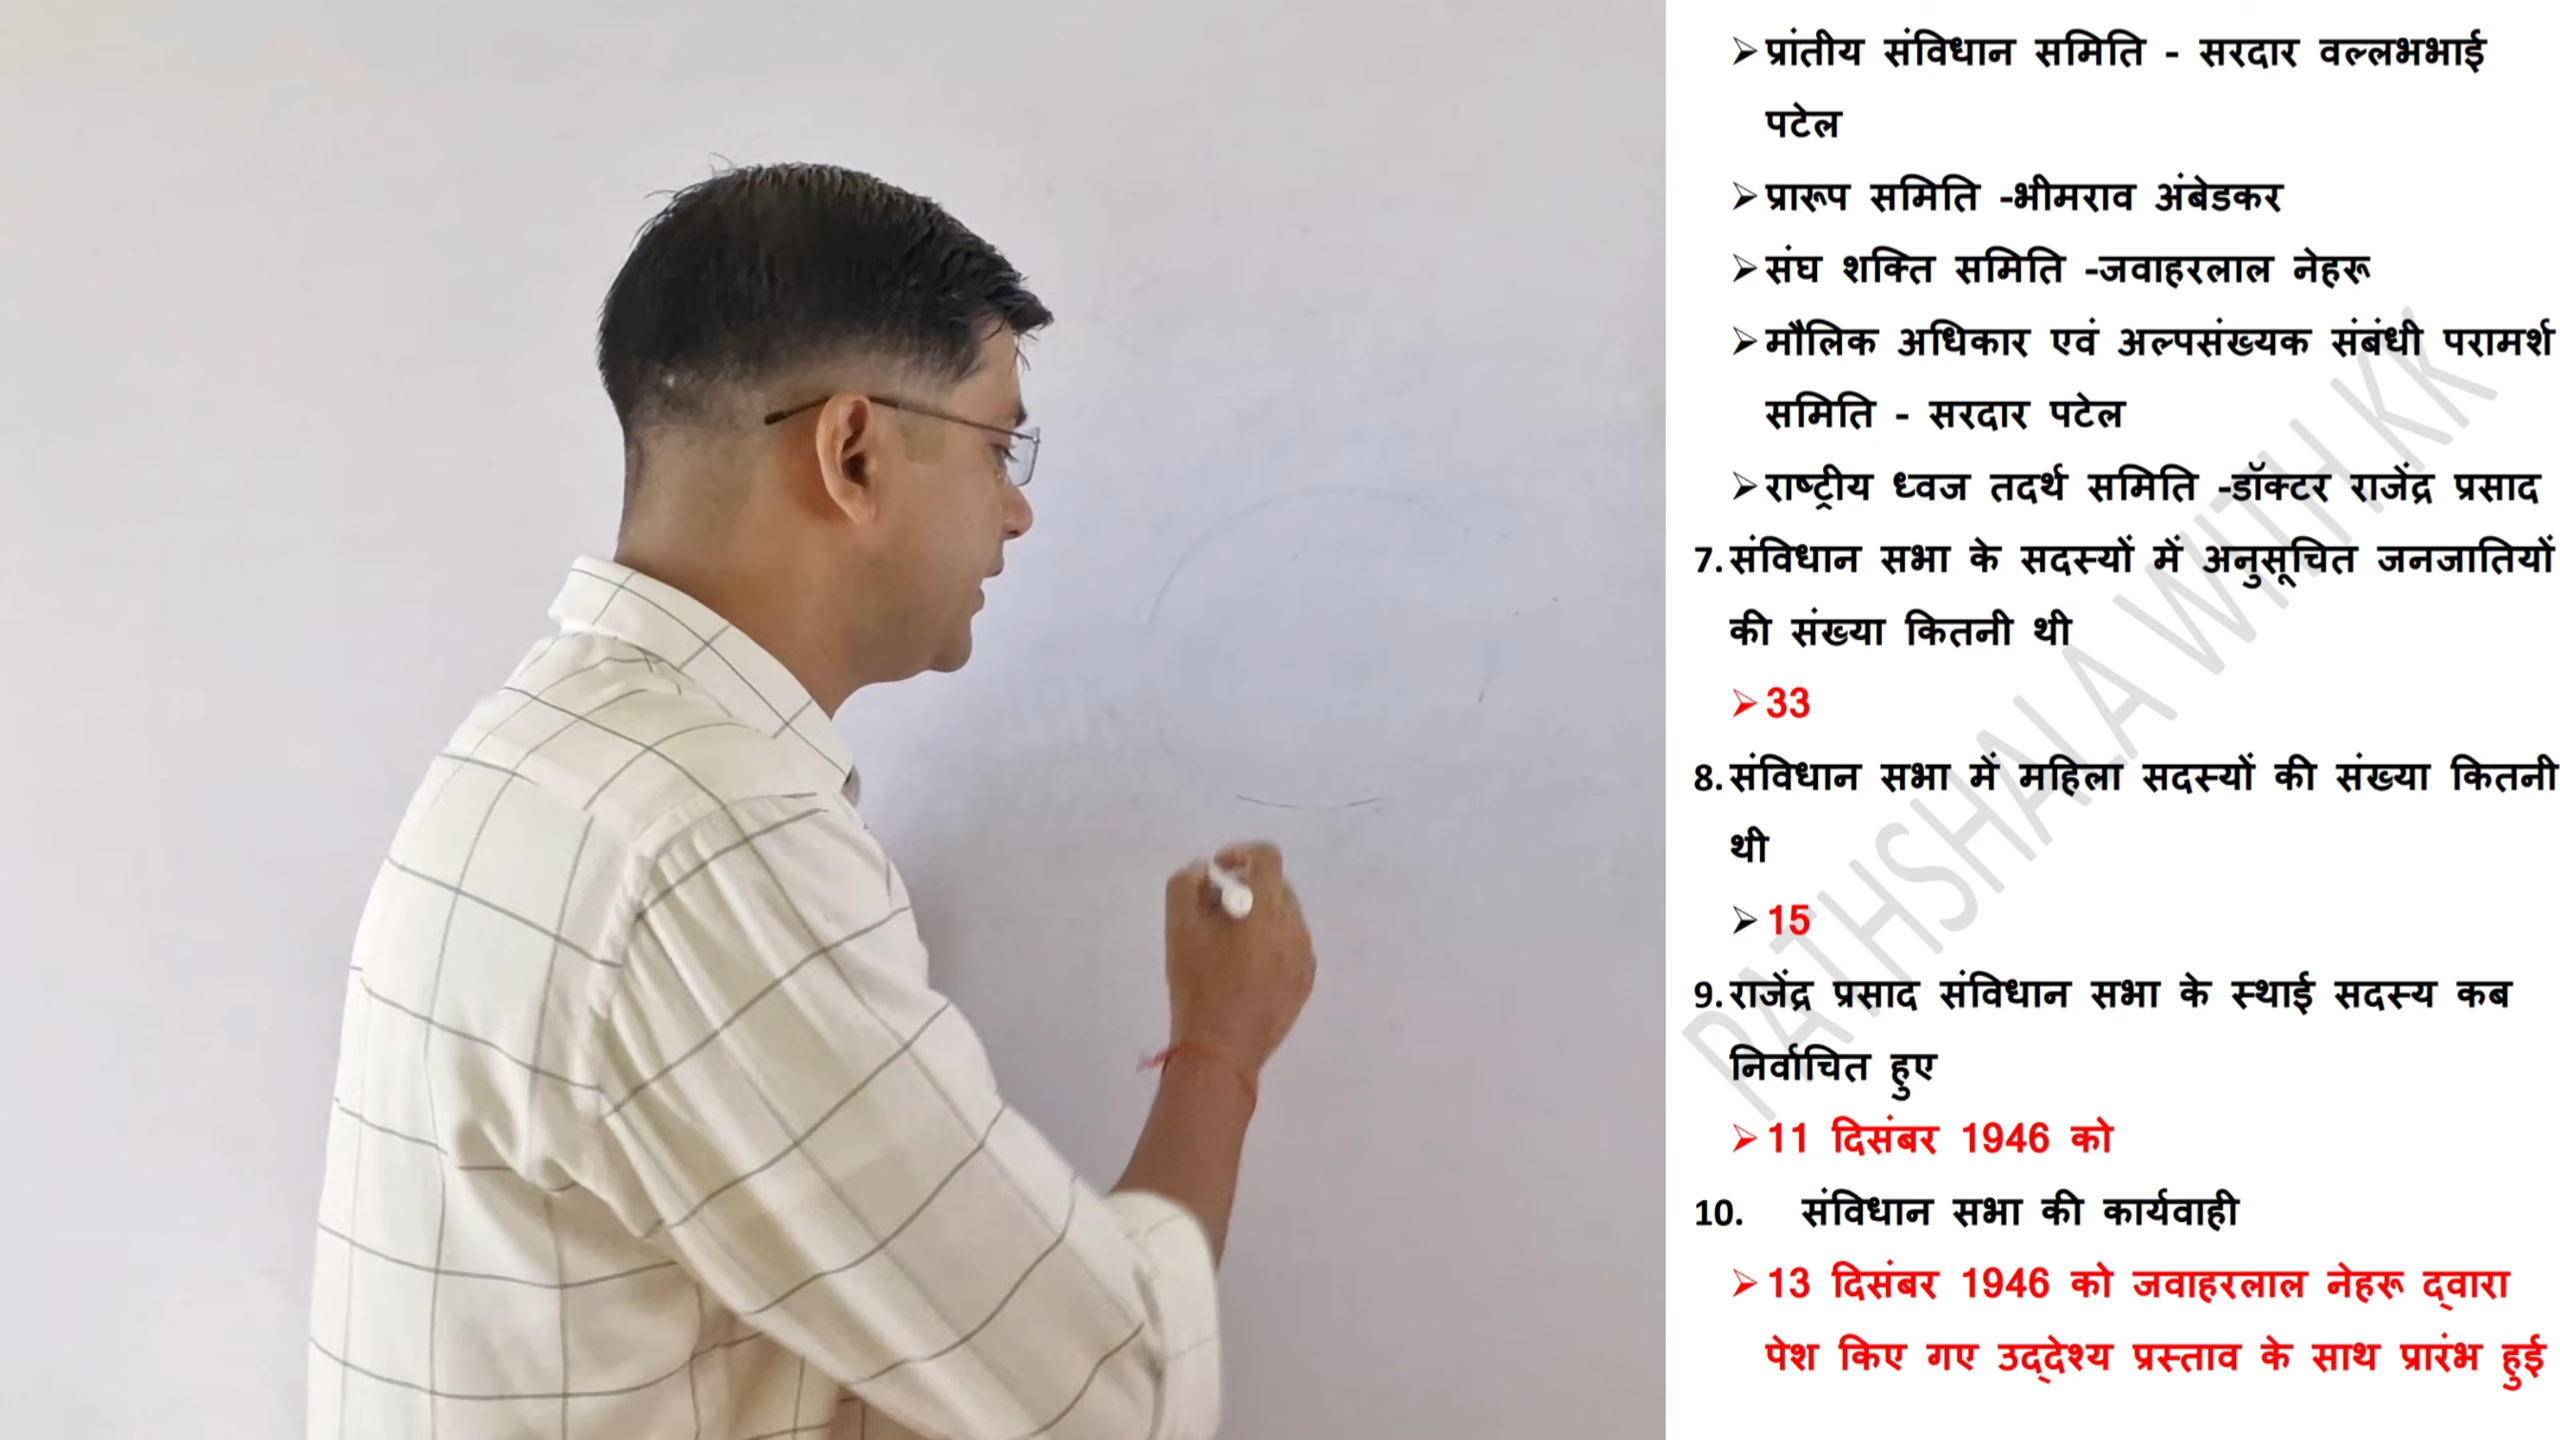 ➢ प्रांतीय संविधान समिति - सरदार वल्लभभाई
पटेल
➢ प्रारूप समिति -भीमराव अंबेडकर
➢ संघ शक्ति समिति -जवाहरलाल नेहरू
➢ मौलिक अधिकार एवं अल्पसंख्यक संबंधी परामर्श
समिति - सरदार पटेल
➢ राष्ट्रीय ध्वज तदर्थ समिति -डॉक्टर राजेंद्र प्रसाद
7. संविधान सभा के सदस्यों में अनुसूचित जनजातियों
की संख्या कितनी थी
➢ 33
8. संविधान सभा में महिला सदस्यों की संख्या कितनी
थी
➢ 15
9. राजेंद्र प्रसाद संविधान सभा के स्थाई सदस्य कब
निर्वाचित हुए
➢ 11 दिसंबर 1946 को
10. संविधान सभा की कार्यवाही
➢ 13 दिसंबर 1946 को जवाहरलाल नेहरू द्वारा
पेश किए गए उद्देश्य प्रस्ताव के साथ प्रारंभ हुई
PATHSHALA WITH KK